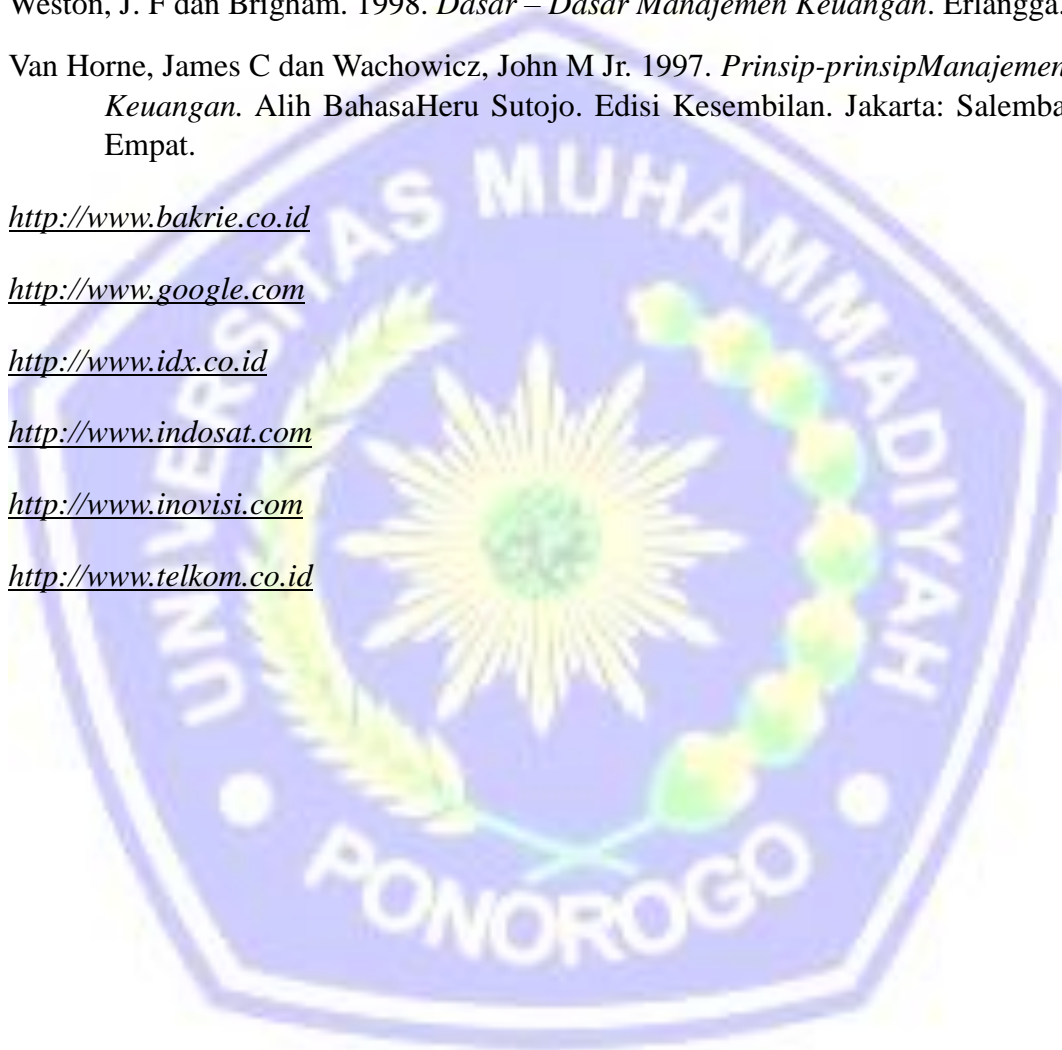 Weston, J. F dan Brigham. 1998. Dasar – Dasar Manajemen Keuangan. Erlangga.
Van Horne, James C dan Wachowicz, John M Jr. 1997. Prinsip-prinsipManajemen
Keuangan. Alih BahasaHeru Sutojo. Edisi Kesembilan. Jakarta: Salemba
Empat.
http://www.bakrie.co.id
http://www.google.com
http://www.idx.co.id
http://www.indosat.com
http://www.inovisi.com
http://www.telkom.co.id
UNIVERSITAS MUHAMMADIYAH
PONOROGO